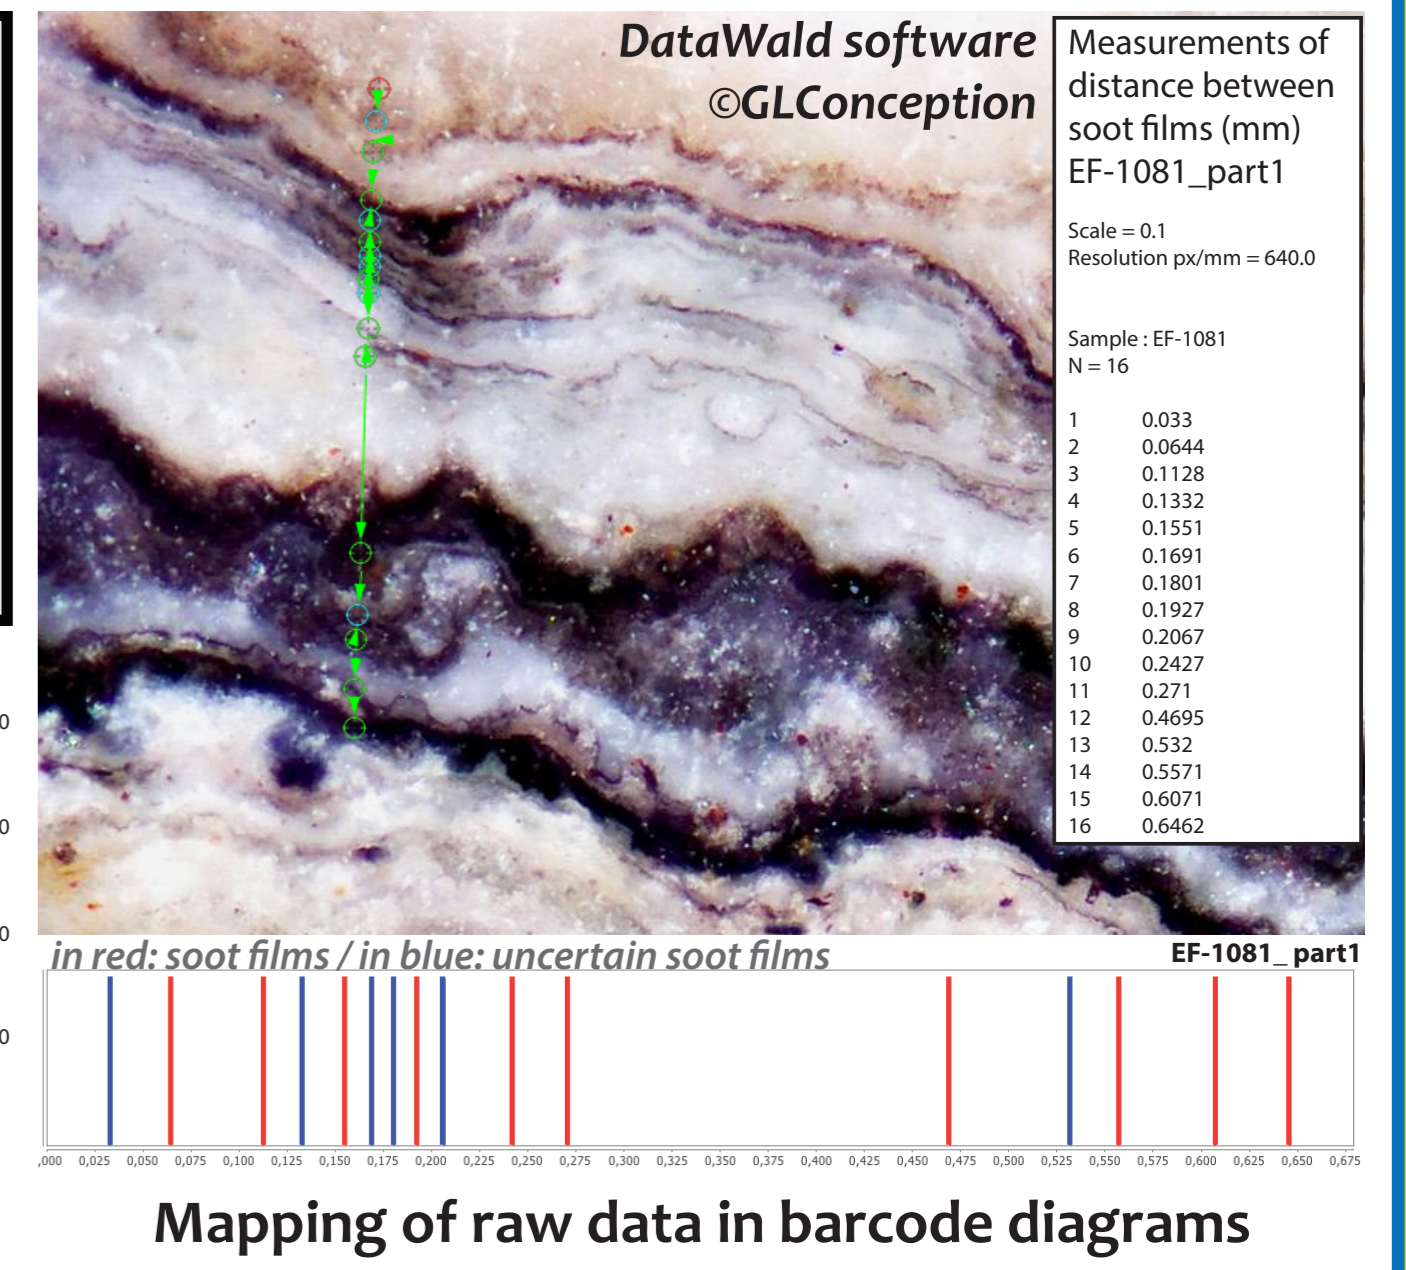 DataWald software
©GLConception
Measurements of
distance between
soot films (mm)
EF-1081_part1
Scale = 0.1
Resolution px/mm = 640.0
Sample : EF-1081
N = 16
1 0.033
2 0.0644
3 0.1128
4 0.1332
5 0.1551
6 0.1691
7 0.1801
8 0.1927
9 0.2067
10 0.2427
11 0.271
12 0.4695
13 0.532
14 0.5571
15 0.6071
16 0.6462
0
0
0
0
in red: soot films / in blue: uncertain soot films
EF-1081_ part1
,000 0,025 0,050 0,075 0,100 0,125 0,150 0,175 0,200 0,225 0,250 0,275 0,300 0,325 0,350 0,375 0,400 0,425 0,450 0,475 0,500 0,525 0,550 0,575 0,600 0,625 0,650 0,675
Mapping of raw data in barcode diagrams